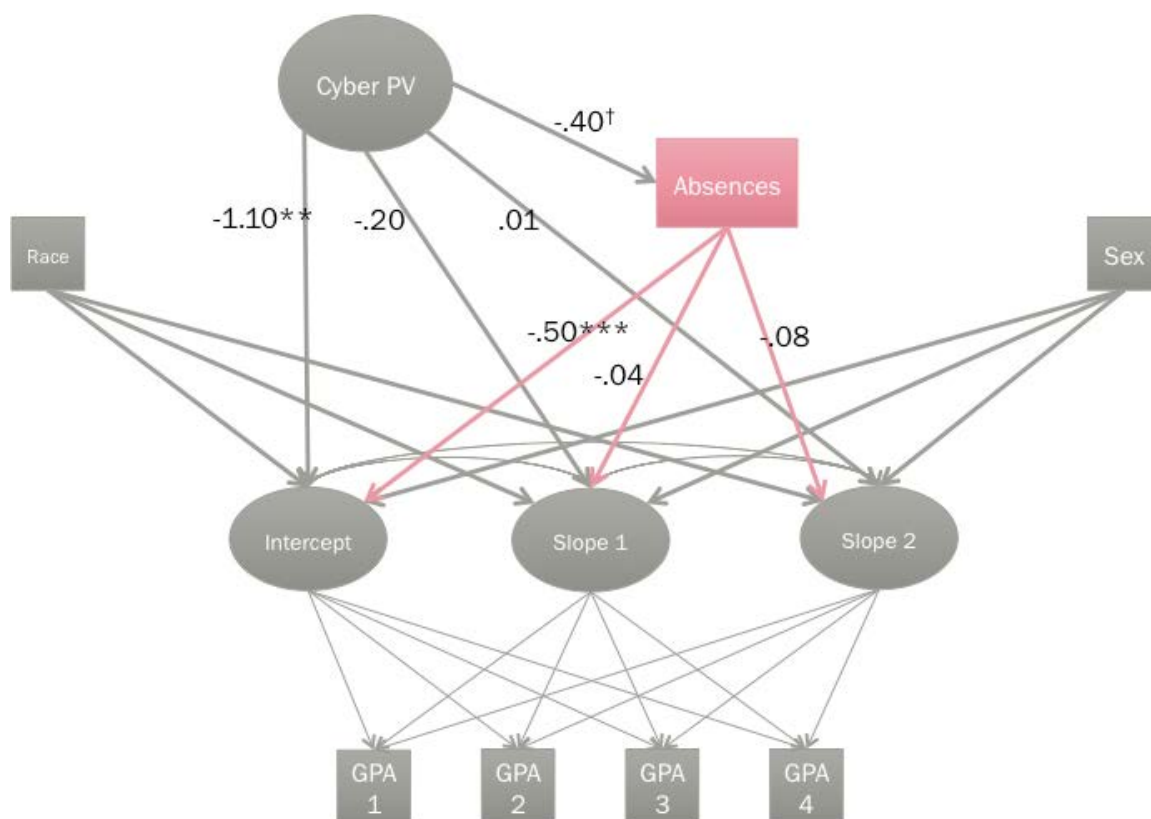 Cyber PV
-.40†
Absences
-1.10**
-.20
.01
Race
Sex
-.50***
-.08
-.04
Intercept
Slope 1
Slope 2
GPA
1
GPA
2
GPA
3
GPA
4